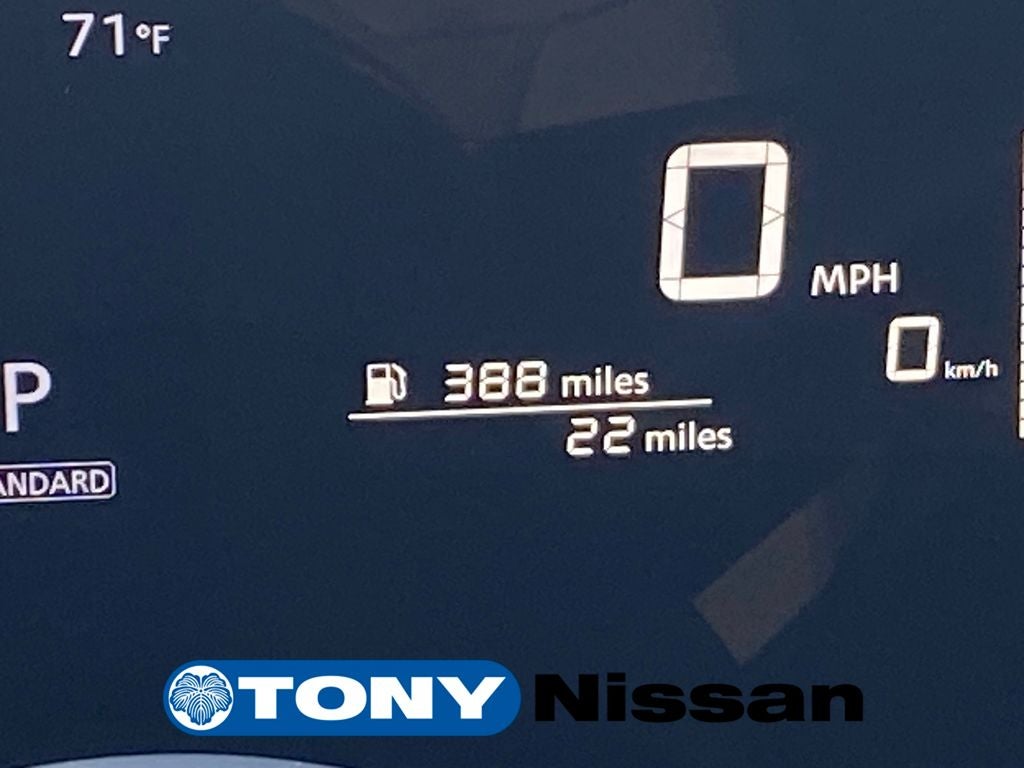 71°F
0 MPH
0 km/h
388 miles
22 miles
P
ANDARD
TONY Nissan